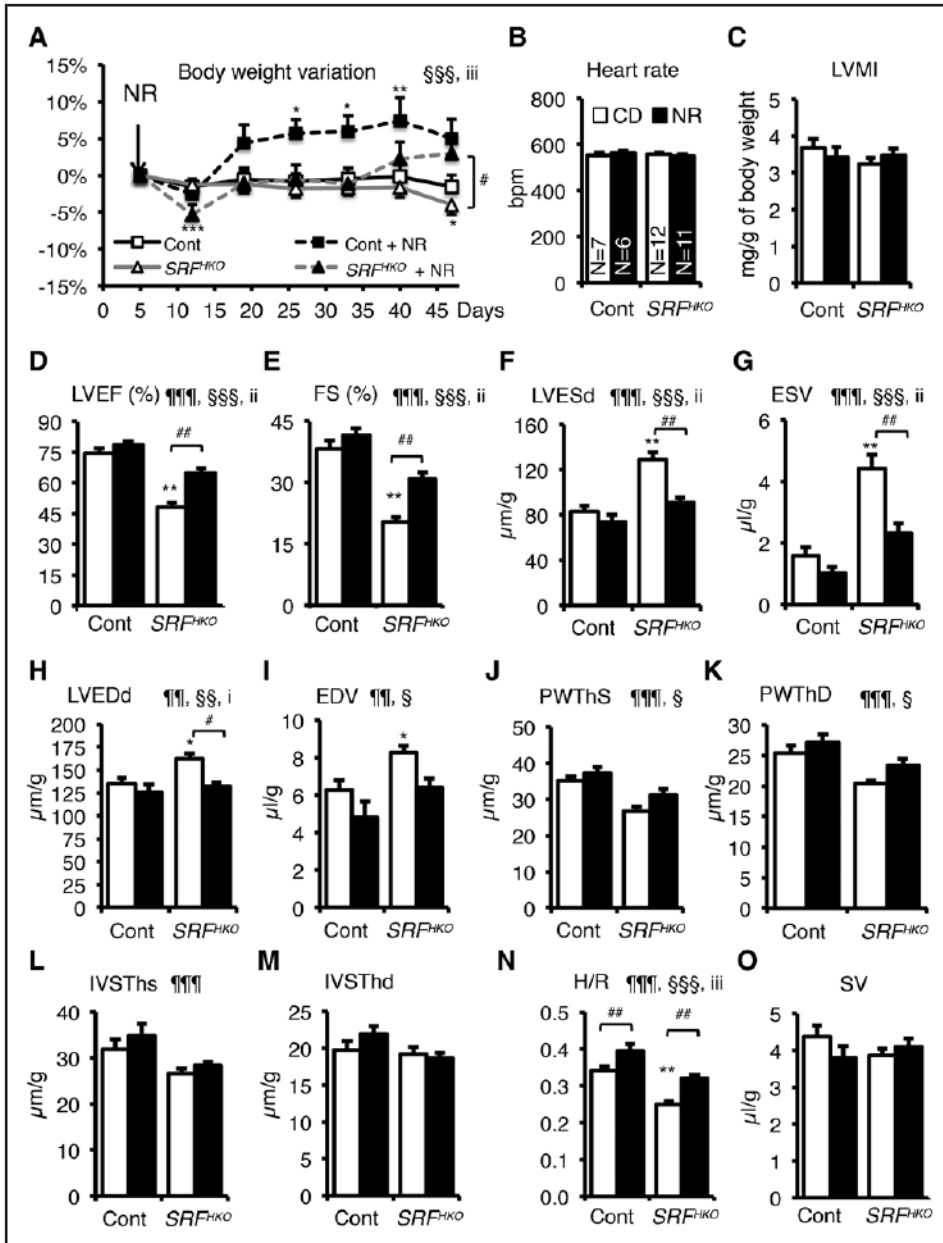 A
Body weight variation §§§, iii
15%
10%
5%
0%
-5%
-10%
-15%
NR
* * **
#
***
*
Cont
Cont + NR
SRFHKO
SRFHKO + NR
0 5 10 15 20 25 30 35 40 45 Days
B
Heart rate
800
600
400
200
0
bpm
CD NR
N=7
N=6
N=12
N=11
Cont SRFHKO
C
LVMI
5
4
3
2
1
0
mg/g of body weight
Cont SRFHKO
D
LVEF (%) ¶¶¶, §§§, ii
90
75
60
45
30
15
0
##
**
Cont SRFHKO
E
FS (%) ¶¶¶, §§§, ii
45
30
15
0
##
**
Cont SRFHKO
F
LVESd ¶¶¶, §§§, ii
160
120
80
40
0
µm/g
##
**
Cont SRFHKO
G
ESV ¶¶¶, §§§, ii
6
4
2
0
µl/g
##
**
Cont SRFHKO
H
LVEDd ¶¶, §§, i
200
175
150
125
100
75
50
25
0
µm/g
#
*
Cont SRFHKO
I
EDV ¶¶, §
10
8
6
4
2
0
µl/g
*
Cont SRFHKO
J
PWThS ¶¶¶, §
50
40
30
20
10
0
µm/g
Cont SRFHKO
K
PWThD ¶¶¶, §
35
30
25
20
15
10
5
0
µm/g
Cont SRFHKO
L
IVSThs ¶¶¶
40
30
20
10
0
µm/g
Cont SRFHKO
M
IVSThd
25
20
15
10
5
0
µm/g
Cont SRFHKO
N
H/R ¶¶¶, §§§, iii
0.5
0.4
0.3
0.2
0.1
0.0
##
##
**
Cont SRFHKO
O
SV
5
4
3
2
1
0
µl/g
Cont SRFHKO